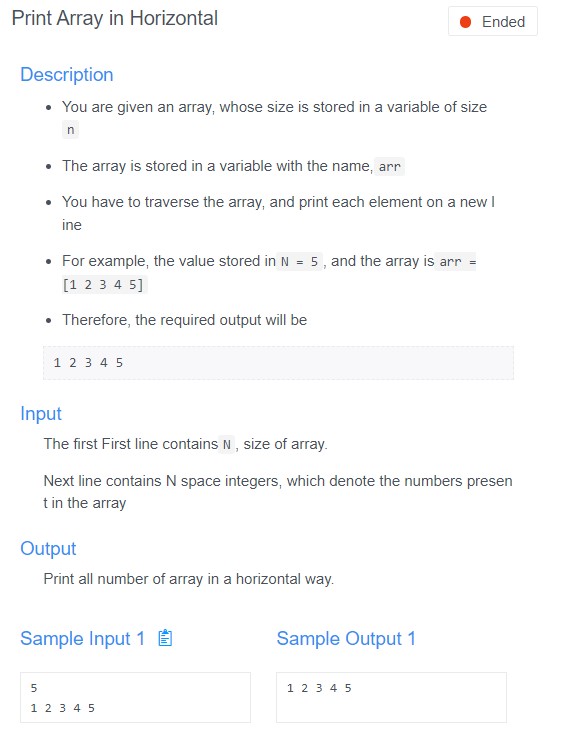 Print Array in Horizontal
Ended
Description
You are given an array, whose size is stored in a variable of size
n
The array is stored in a variable with the name, arr
You have to traverse the array, and print each element on a new l
ine
For example, the value stored in N = 5 , and the array is arr =
[1 2 3 4 5]
Therefore, the required output will be
1 2 3 4 5
Input
The first First line contains N , size of array.
Next line contains N space integers, which denote the numbers presen
t in the array
Output
Print all number of array in a horizontal way.
Sample Input 1
5
1 2 3 4 5
Sample Output 1
1 2 3 4 5